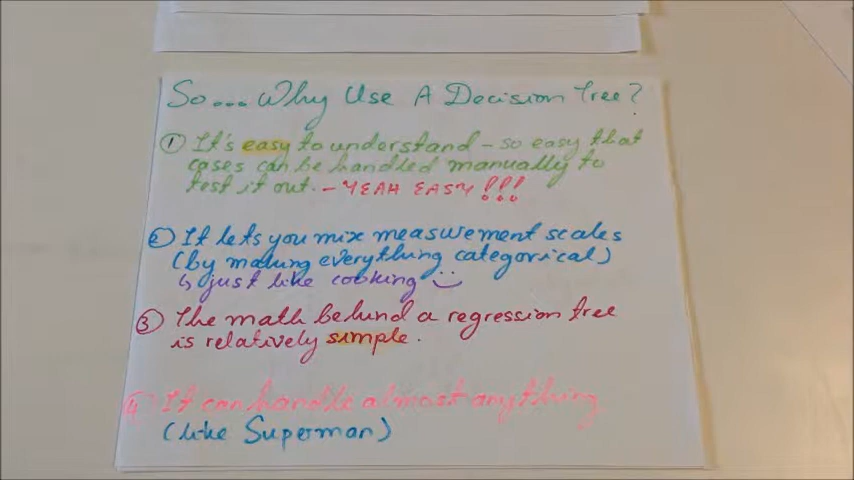 So... Why Use A Decision Tree?
① It's easy to understand - so easy that
cases can be handled manually to
test it out. - YEAH EASY!!!
② It lets you mix measurement scales
(by making everything categorical)
↳ just like cooking :)
③ The math behind a regression tree
is relatively simple.
④ It can handle almost anything
(like Superman)